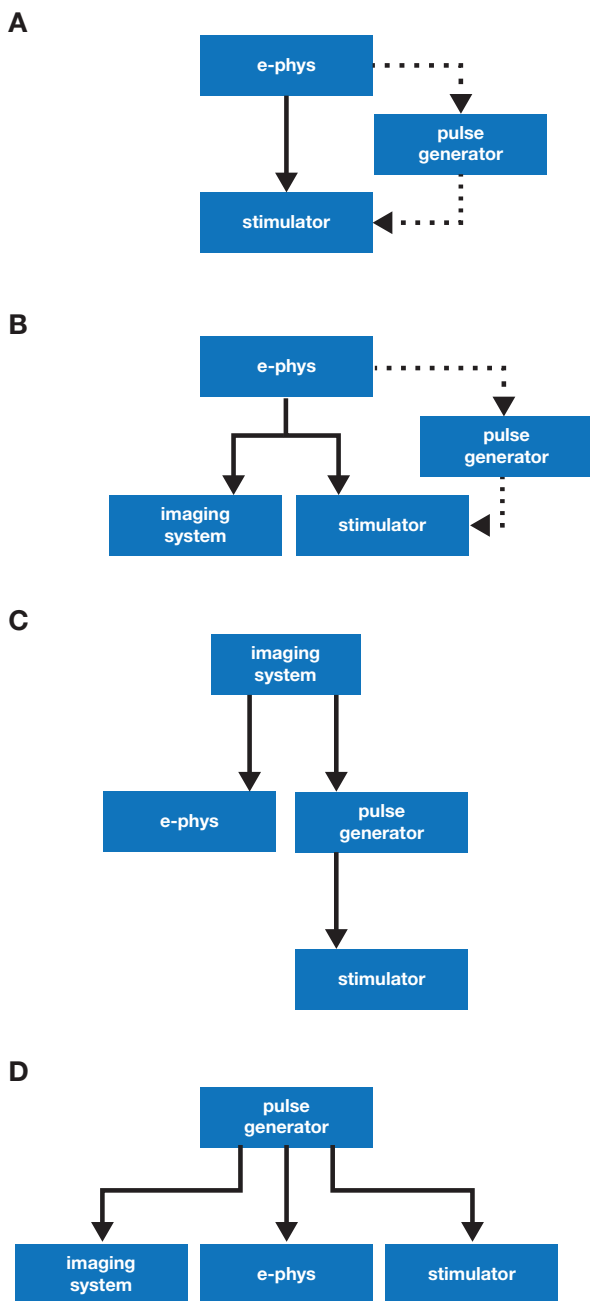 A
e-phys
pulse
generator
stimulator
B
e-phys
pulse
generator
imaging
system
stimulator
C
imaging
system
e-phys
pulse
generator
stimulator
D
pulse
generator
imaging
system
e-phys
stimulator